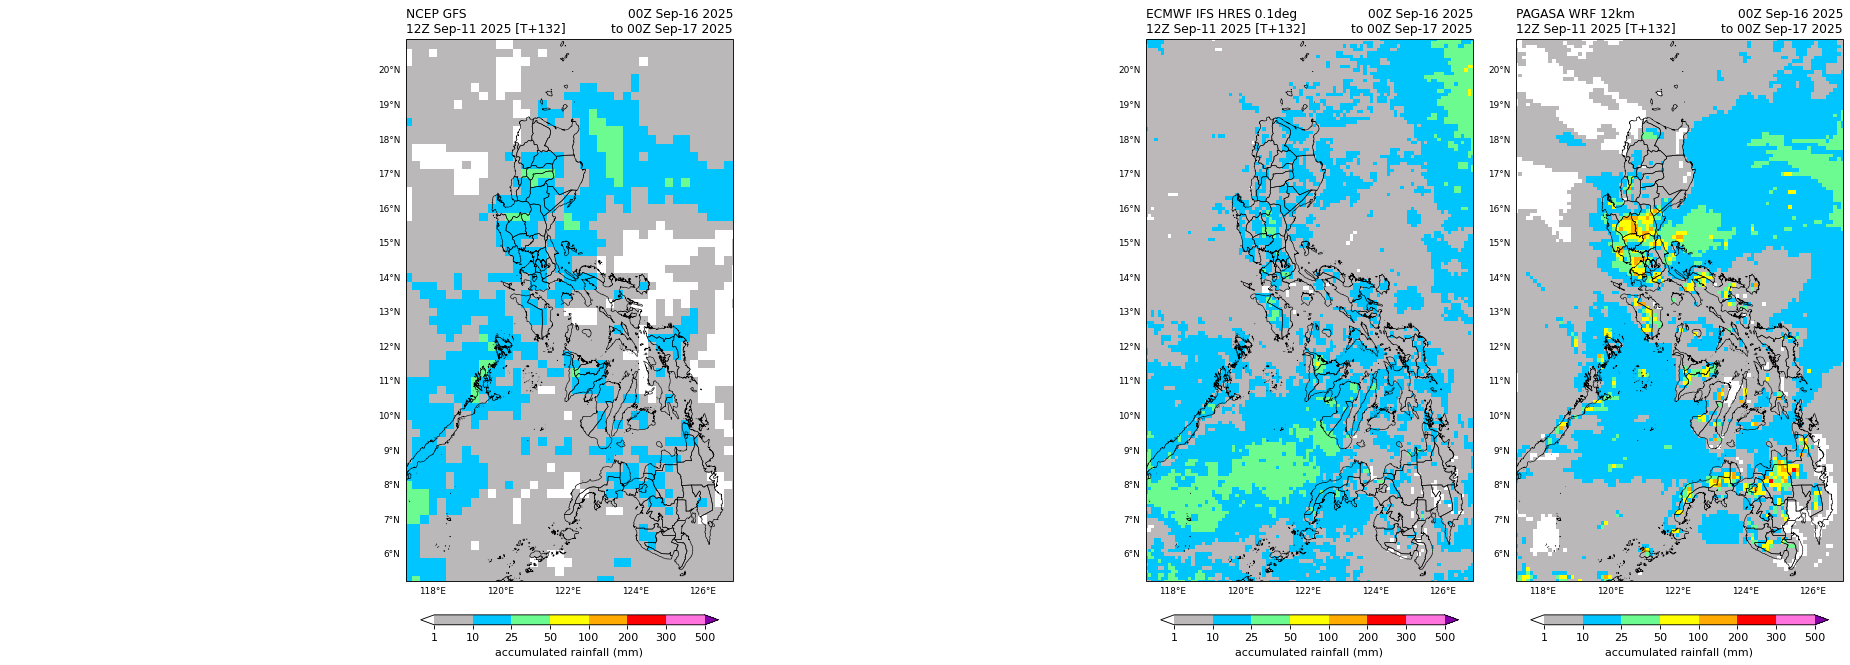 NCEP GFS 00Z Sep-16 2025
12Z Sep-11 2025 [T+132] to 00Z Sep-17 2025
20°N
19°N
18°N
17°N
16°N
15°N
14°N
13°N
12°N
11°N
10°N
9°N
8°N
7°N
6°N
118°E 120°E 122°E 124°E 126°E
1 10 25 50 100 200 300 500
accumulated rainfall (mm)
ECMWF IFS HRES 0.1deg 00Z Sep-16 2025
12Z Sep-11 2025 [T+132] to 00Z Sep-17 2025
20°N
19°N
18°N
17°N
16°N
15°N
14°N
13°N
12°N
11°N
10°N
9°N
8°N
7°N
6°N
118°E 120°E 122°E 124°E 126°E
1 10 25 50 100 200 300 500
accumulated rainfall (mm)
PAGASA WRF 12km 00Z Sep-16 2025
12Z Sep-11 2025 [T+132] to 00Z Sep-17 2025
20°N
19°N
18°N
17°N
16°N
15°N
14°N
13°N
12°N
11°N
10°N
9°N
8°N
7°N
6°N
118°E 120°E 122°E 124°E 126°E
1 10 25 50 100 200 300 500
accumulated rainfall (mm)